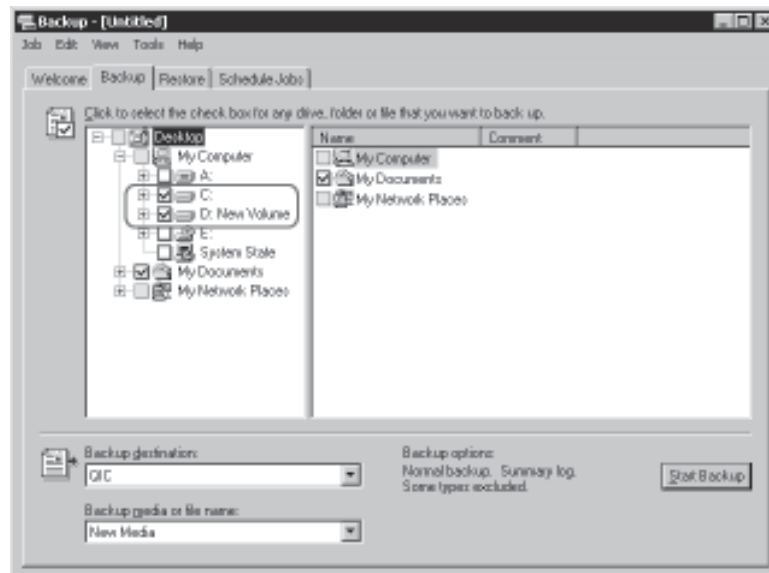 Backup - [Untitled]
Job Edit View Tools Help
Welcome Backup Restore Schedule Jobs
Click to select the check box for any drive, folder or file that you want to back up.
Desktop
My Computer
A:
C:
D: New Volume
E:
System State
My Documents
My Network Places
Name Comment
My Computer
My Documents
My Network Places
Backup destination:
QIC
Backup media or file name:
New Media
Backup options:
Normal backup. Summary log.
Some types excluded.
Start Backup